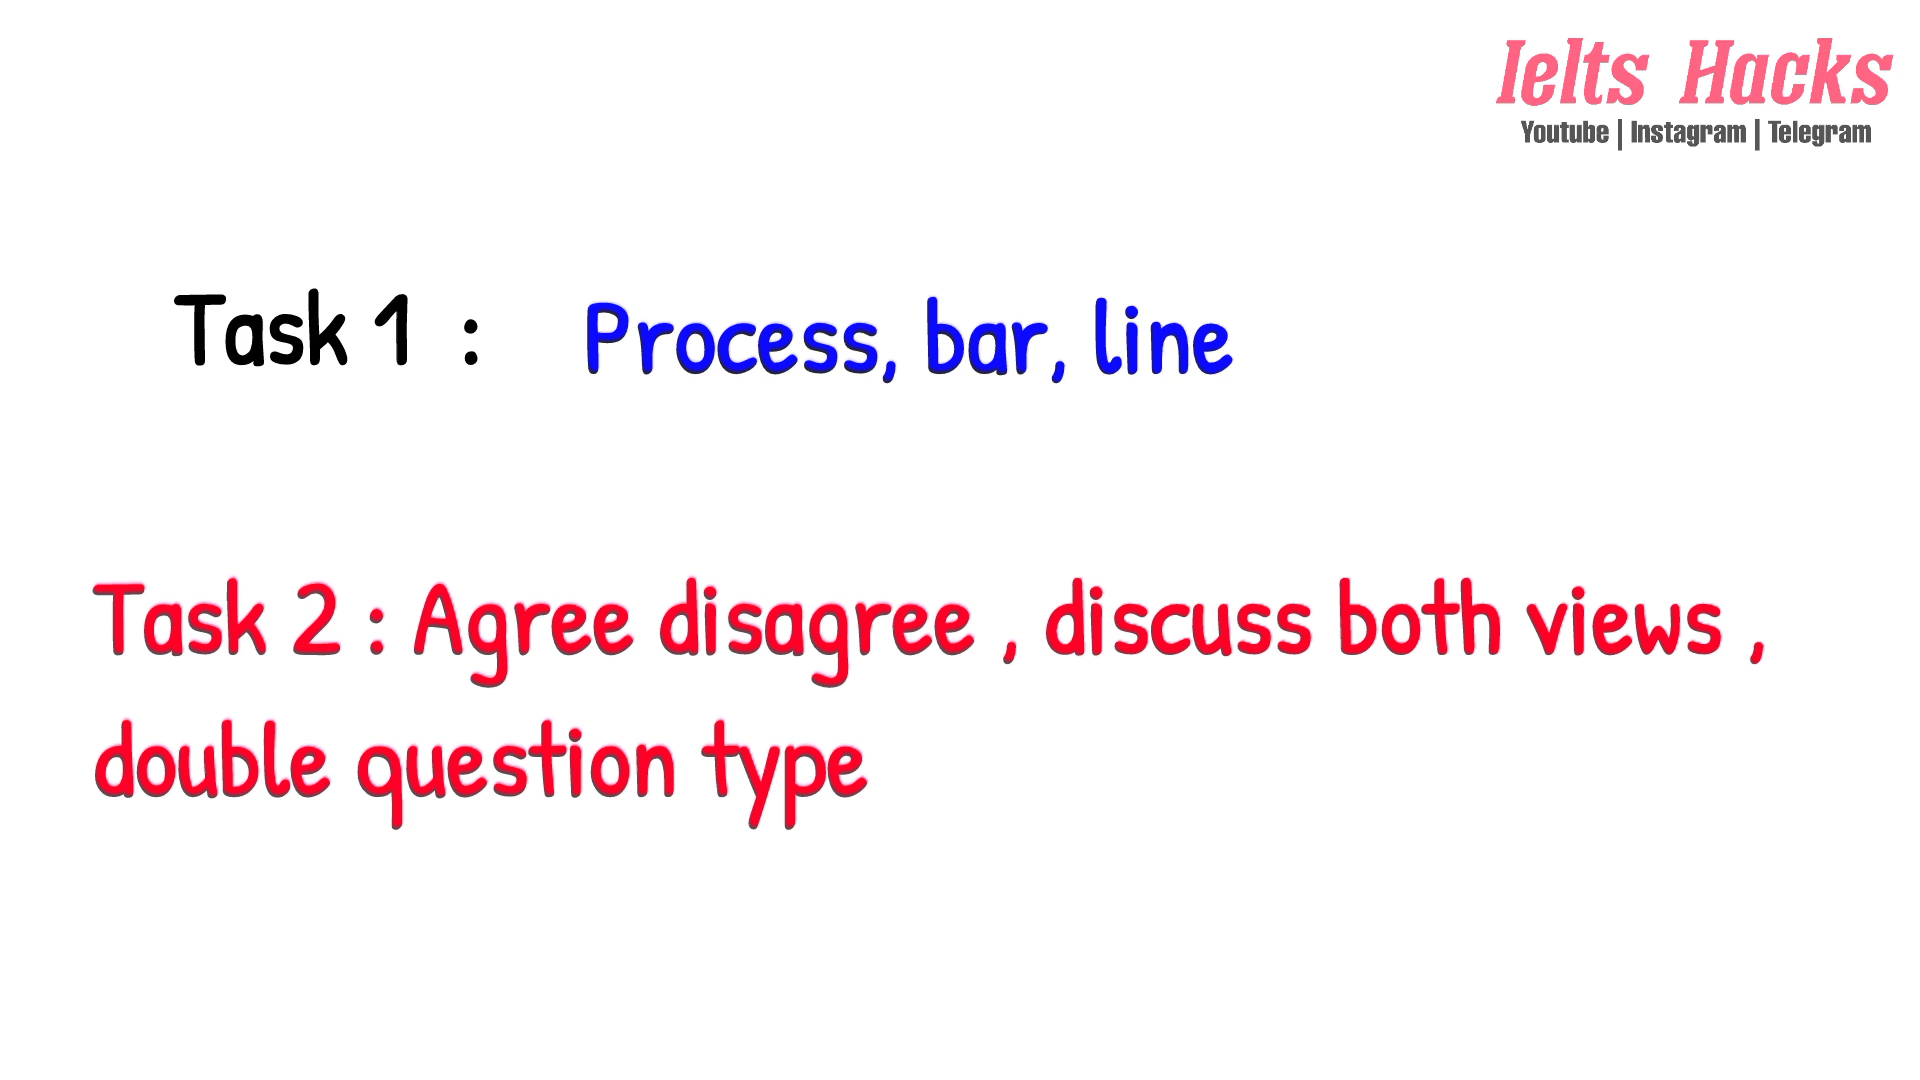 Ielts Hacks
Youtube | Instagram | Telegram
Task 1 : Process, bar, line
Task 2 : Agree disagree , discuss both views ,
double question type